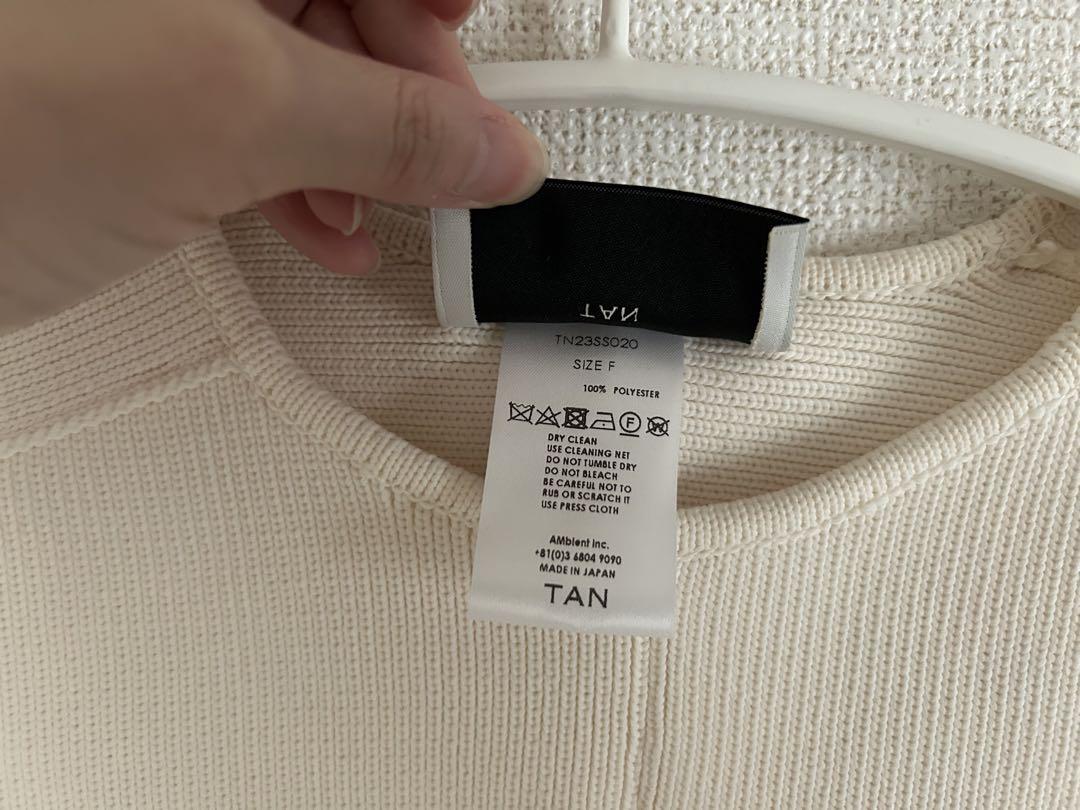 TAN
TN23SS020
SIZE F
100% POLYESTER
F
W
DRY CLEAN
USE CLEANING NET
DO NOT TUMBLE DRY
DO NOT BLEACH
BE CAREFUL NOT TO
RUB OR SCRATCH IT
USE PRESS CLOTH
AMbient Inc.
+81(0)3 6804 9090
MADE IN JAPAN
TAN